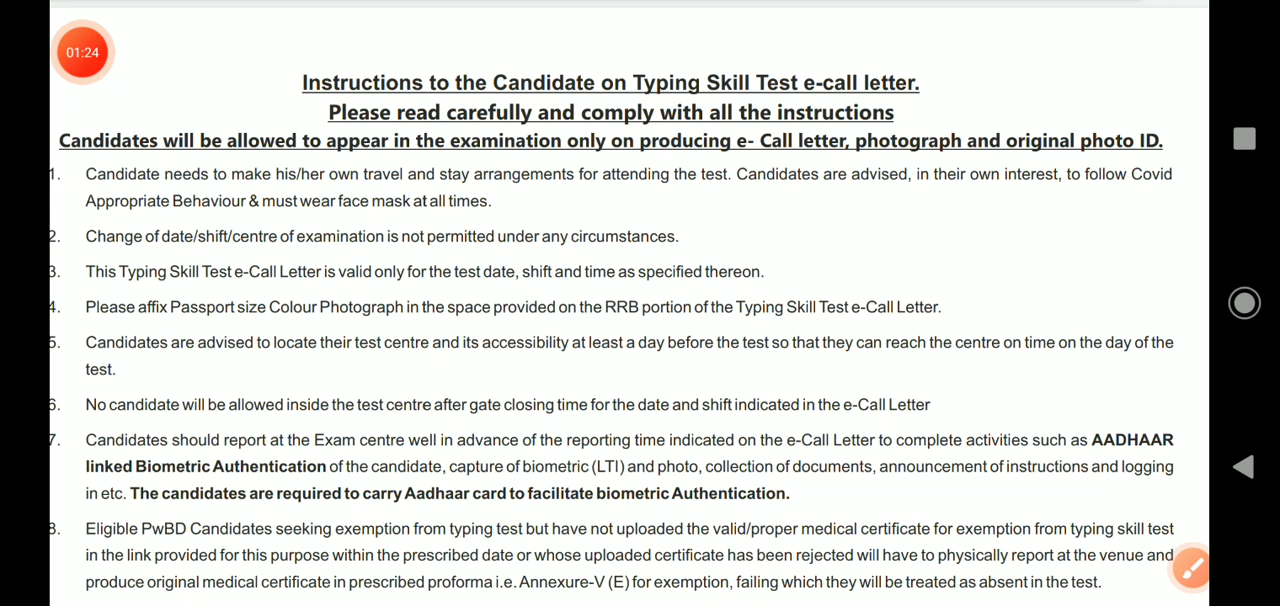 01:24
Instructions to the Candidate on Typing Skill Test e-call letter.
Please read carefully and comply with all the instructions
Candidates will be allowed to appear in the examination only on producing e- Call letter, photograph and original photo ID.
1. Candidate needs to make his/her own travel and stay arrangements for attending the test. Candidates are advised, in their own interest, to follow Covid
Appropriate Behaviour & must wear face mask at all times.
2. Change of date/shift/centre of examination is not permitted under any circumstances.
3. This Typing Skill Test e-Call Letter is valid only for the test date, shift and time as specified thereon.
4. Please affix Passport size Colour Photograph in the space provided on the RRB portion of the Typing Skill Test e-Call Letter.
5. Candidates are advised to locate their test centre and its accessibility at least a day before the test so that they can reach the centre on time on the day of the
test.
6. No candidate will be allowed inside the test centre after gate closing time for the date and shift indicated in the e-Call Letter
7. Candidates should report at the Exam centre well in advance of the reporting time indicated on the e-Call Letter to complete activities such as AADHAAR
linked Biometric Authentication of the candidate, capture of biometric (LTI) and photo, collection of documents, announcement of instructions and logging
in etc. The candidates are required to carry Aadhaar card to facilitate biometric Authentication.
8. Eligible PwBD Candidates seeking exemption from typing test but have not uploaded the valid/proper medical certificate for exemption from typing skill test
in the link provided for this purpose within the prescribed date or whose uploaded certificate has been rejected will have to physically report at the venue and
produce original medical certificate in prescribed proforma i.e. Annexure-V (E) for exemption, failing which they will be treated as absent in the test.